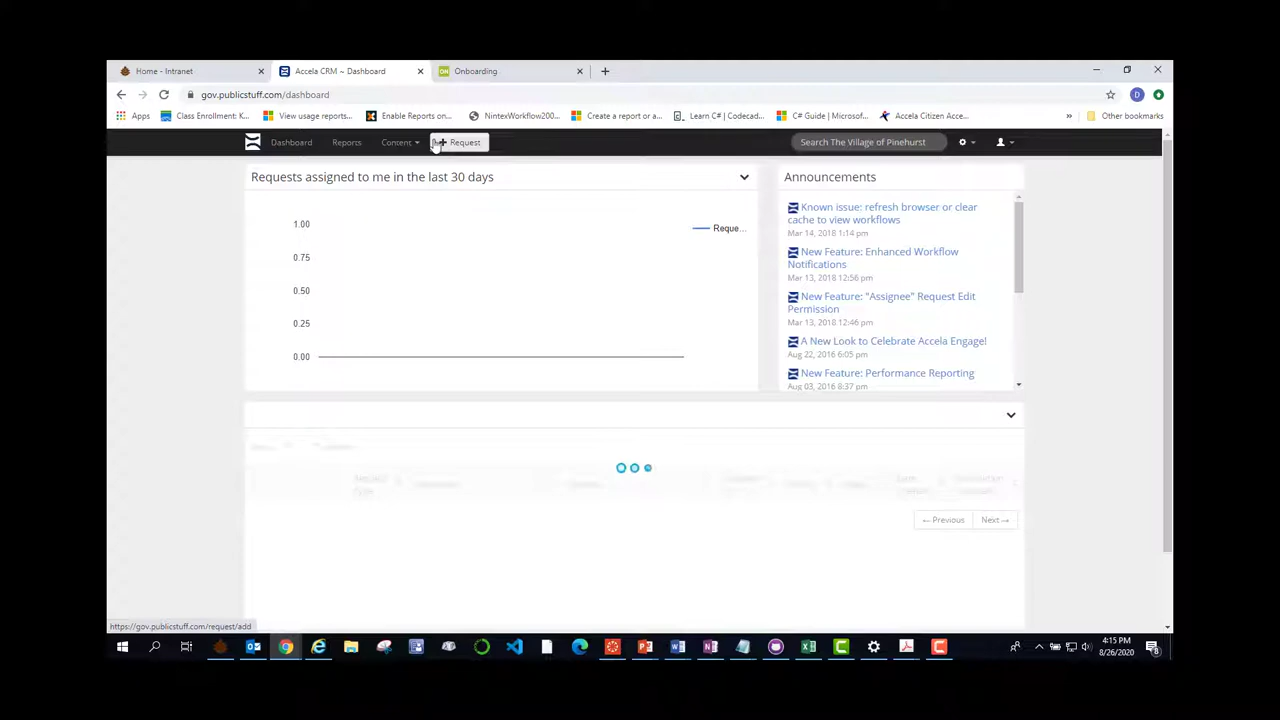 Home - Intranet
Accela CRM ~ Dashboard
ON
Onboarding
gov.publicstuff.com/dashboard
D
Apps
Class Enrollment: K...
View usage reports...
Enable Reports on...
NintexWorkflow200...
Create a report or a...
Learn C# | Codecad...
C# Guide | Microsof...
Accela Citizen Acce...
»
Other bookmarks
Dashboard
Reports
Content
Request
Search The Village of Pinehurst
Requests assigned to me in the last 30 days
1.00
0.75
0.50
0.25
0.00
Reque...
Announcements
Known issue: refresh browser or clear
cache to view workflows
Mar 14, 2018 1:14 pm
New Feature: Enhanced Workflow
Notifications
Mar 13, 2018 12:56 pm
New Feature: "Assignee" Request Edit
Permission
Mar 13, 2018 12:46 pm
A New Look to Celebrate Accela Engage!
Aug 22, 2016 6:05 pm
New Feature: Performance Reporting
Aug 03, 2016 8:37 pm
← Previous
Next →
https://gov.publicstuff.com/request/add
4:15 PM
8/26/2020